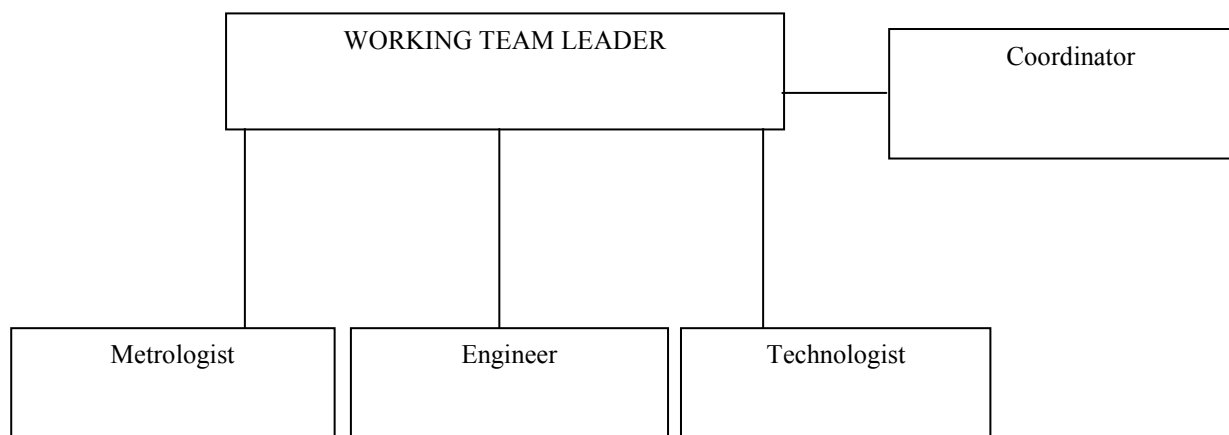 WORKING TEAM LEADER
Coordinator
Metrologist
Engineer
Technologist